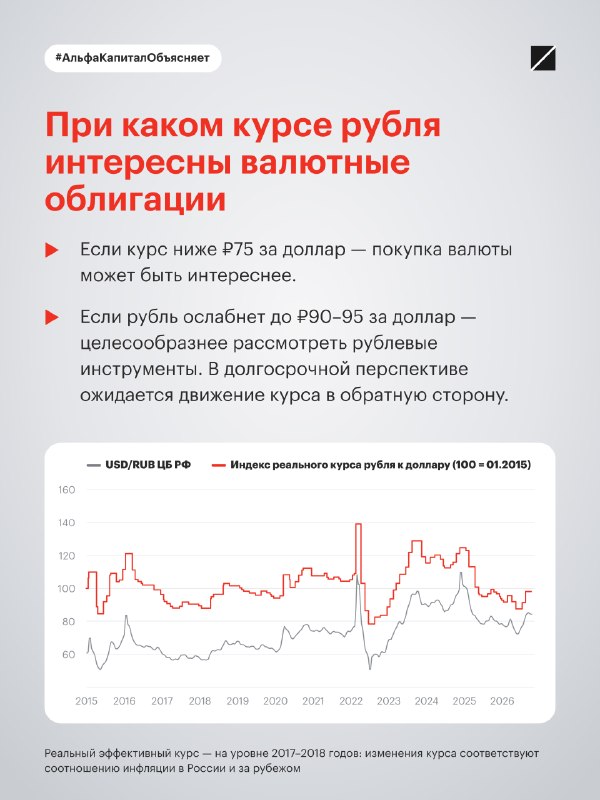 #АльфаКапиталОбъясняет
При каком курсе рубля
интересны валютные
облигации
Если курс ниже ₽75 за доллар — покупка валюты
может быть интереснее.
Если рубль ослабнет до ₽90–95 за доллар —
целесообразнее рассмотреть рублевые
инструменты. В долгосрочной перспективе
ожидается движение курса в обратную сторону.
USD/RUB ЦБ РФ
Индекс реального курса рубля к доллару (100 = 01.2015)
160
140
120
100
80
60
2015 2016 2017 2018 2019 2020 2021 2022 2023 2024 2025 2026
Реальный эффективный курс — на уровне 2017–2018 годов: изменения курса соответствуют
соотношению инфляции в России и за рубежом